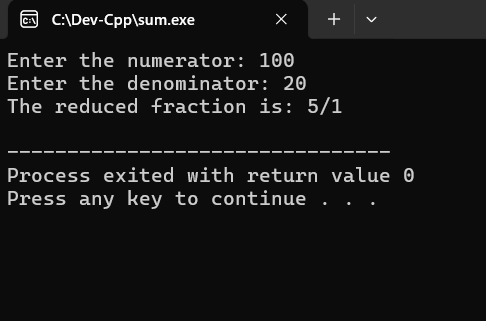 C:\Dev-Cpp\sum.exe
Enter the numerator: 100
Enter the denominator: 20
The reduced fraction is: 5/1
--------------------------------
Process exited with return value 0
Press any key to continue . . .